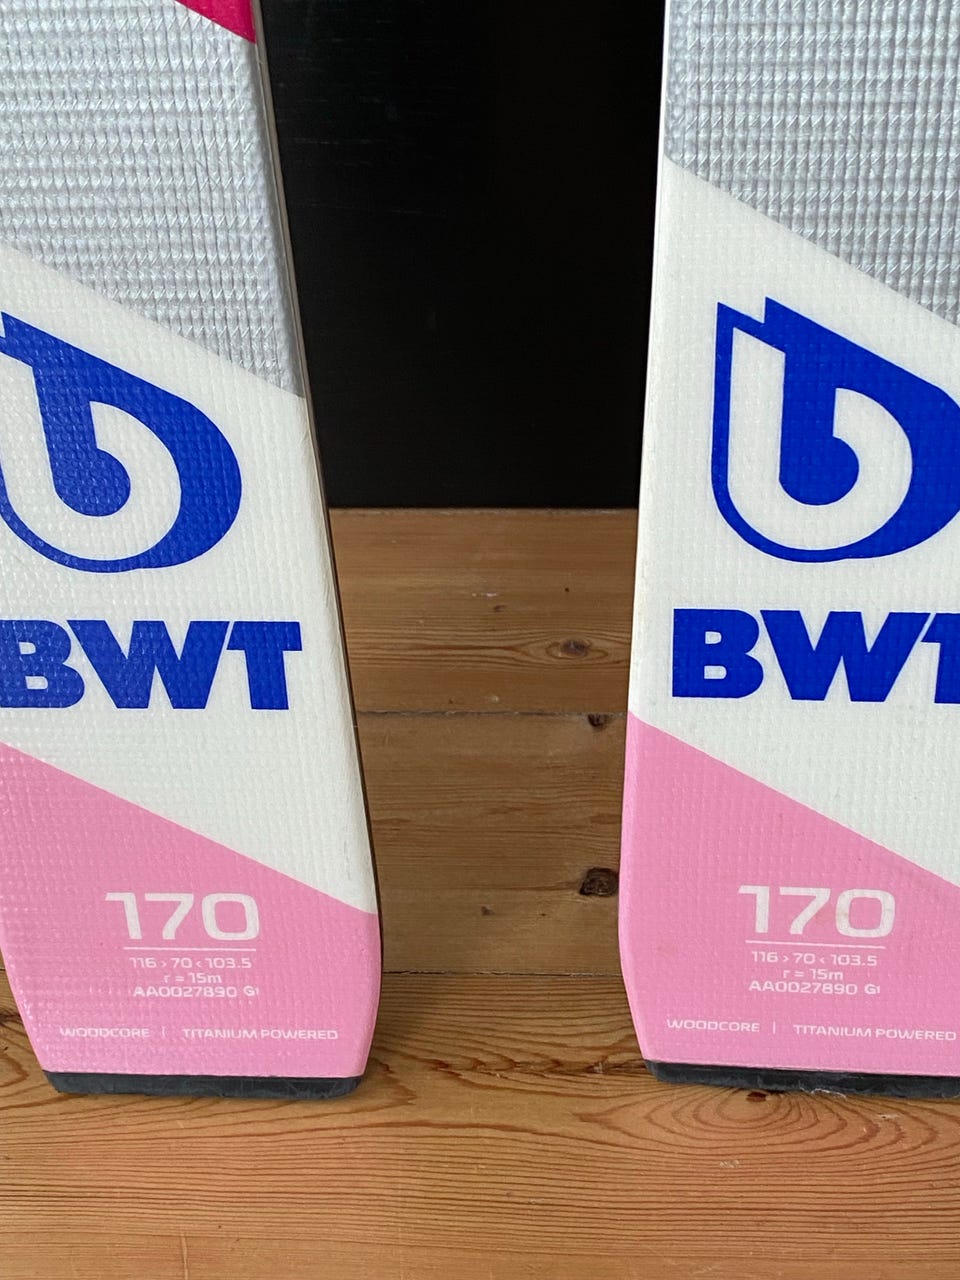 BWT
170
116 > 70 < 103.5
r = 15m
AA0027890 G1
WOODCORE | TITANIUM POWERED
BWT
170
116 > 70 < 103.5
r = 15m
AA0027890 G1
WOODCORE | TITANIUM POWERED